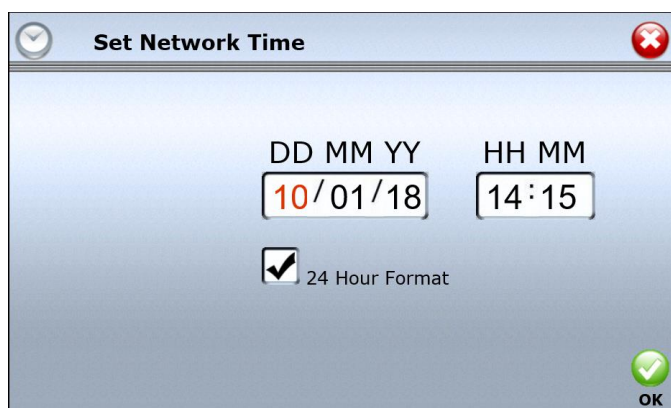 Set Network Time
DD MM YY HH MM
10/01/18 14:15
24 Hour Format
OK